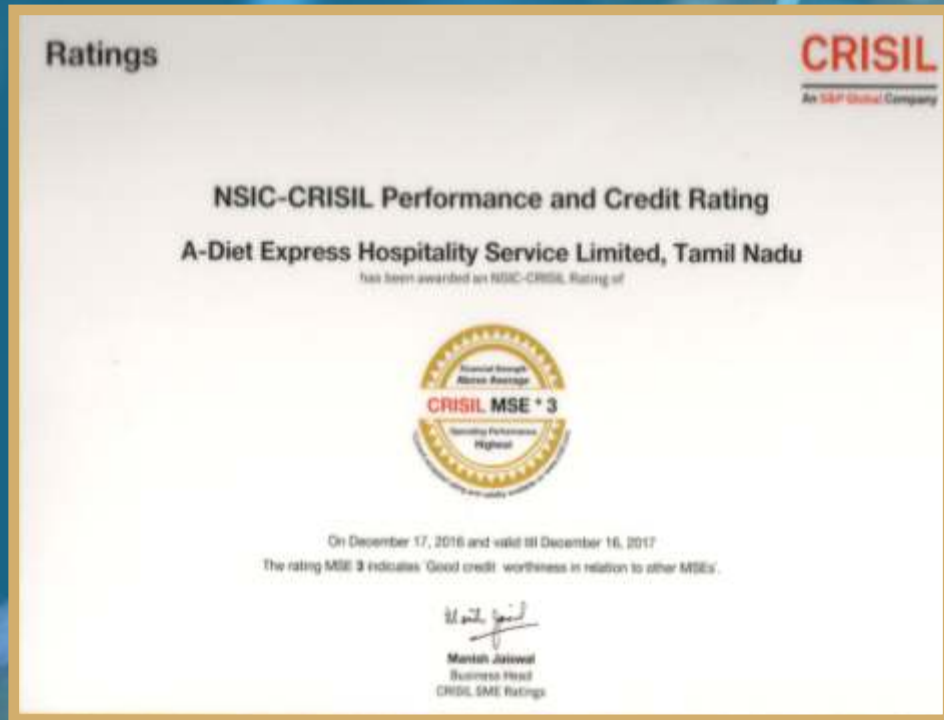 Ratings
CRISIL
An S&P Global Company
NSIC-CRISIL Performance and Credit Rating
A-Diet Express Hospitality Service Limited, Tamil Nadu
has been awarded an NSIC-CRISIL Rating of
Financial Strength
Above Average
CRISIL MSE * 3
Operating Performance
Highest
On December 17, 2016 and valid till December 16, 2017
The rating MSE 3 indicates 'Good credit worthiness in relation to other MSEs'.
Manish Jaiswal
Business Head
CRISIL SME Ratings